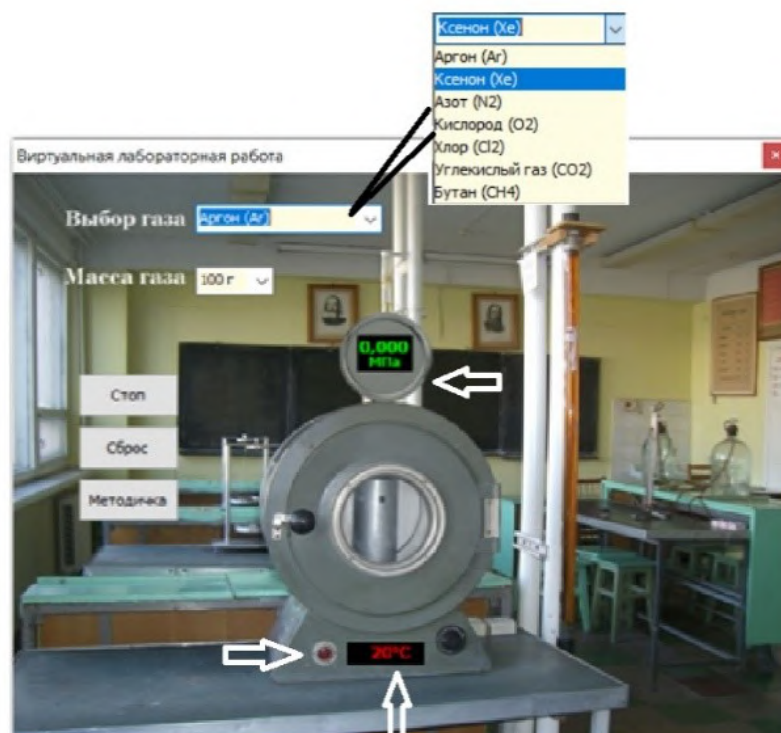 Ксенон (Xe)
Аргон (Ar)
Ксенон (Xe)
Азот (N2)
Кислород (O2)
Хлор (Cl2)
Углекислый газ (CO2)
Бутан (CH4)
Виртуальная лабораторная работа
Выбор газа Аргон (Ar)
Масса газа 100 г
0,000
МПа
Стоп
Сброс
Методичка
20°C